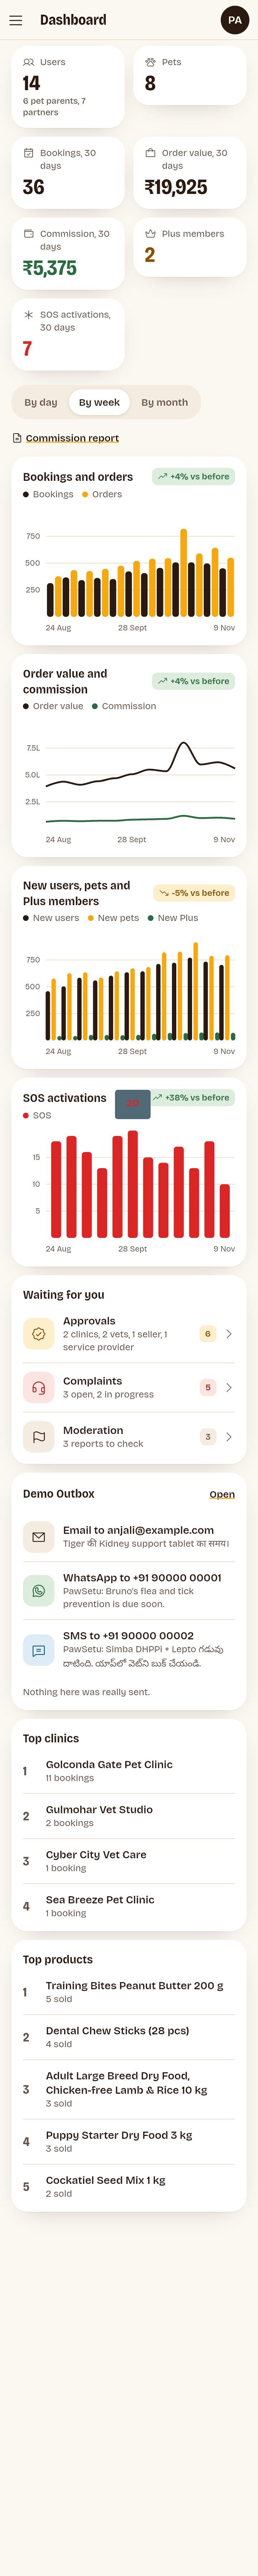 Dashboard
PA
Users
14
6 pet parents, 7
partners
Pets
8
Bookings, 30
days
36
Order value, 30
days
₹19,925
Commission, 30
days
₹5,375
Plus members
2
SOS activations,
30 days
7
By day
By week
By month
Commission report
Bookings and orders
+4% vs before
Bookings
Orders
750
500
250
24 Aug
28 Sept
9 Nov
Order value and
commission
+4% vs before
Order value
Commission
7.5L
5.0L
2.5L
24 Aug
28 Sept
9 Nov
New users, pets and
Plus members
-5% vs before
New users
New pets
New Plus
750
500
250
24 Aug
28 Sept
9 Nov
SOS activations
+38% vs before
SOS
15
10
5
24 Aug
28 Sept
9 Nov
Waiting for you
Approvals
2 clinics, 2 vets, 1 seller, 1
service provider
6
Complaints
3 open, 2 in progress
5
Moderation
3 reports to check
3
Demo Outbox
Open
Email to anjali@example.com
Tiger की Kidney support tablet का समय।
WhatsApp to +91 90000 00001
PawSetu: Bruno's flea and tick
prevention is due soon.
SMS to +91 90000 00002
PawSetu: Simba DHPPi + Lepto గడువు
దాటింది. యాప్‌లో వెట్‌ని బుక్ చేయండి.
Nothing here was really sent.
Top clinics
1
Golconda Gate Pet Clinic
11 bookings
2
Gulmohar Vet Studio
2 bookings
3
Cyber City Vet Care
1 booking
4
Sea Breeze Pet Clinic
1 booking
Top products
1
Training Bites Peanut Butter 200 g
5 sold
2
Dental Chew Sticks (28 pcs)
4 sold
3
Adult Large Breed Dry Food,
Chicken-free Lamb & Rice 10 kg
3 sold
4
Puppy Starter Dry Food 3 kg
3 sold
5
Cockatiel Seed Mix 1 kg
2 sold